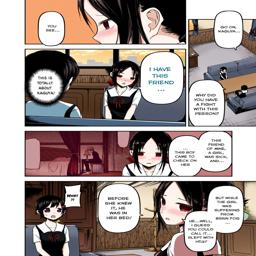 GO ON,
KAGUYA...
YOU
SEE...
I HAVE
THIS
FRIEND
...
THIS IS
TOTALLY
ABOUT
KAGUYA!
WHY DID
YOU HAVE
A FIGHT
WITH THIS
PERSON?
THIS
FRIEND
OF MINE,
A GIRL,
WAS SICK,
AND...
...
THIS BOY
CAME TO
CHECK ON
HER
BUT WHILE
THE GIRL
WAS
SUFFERING
FROM
BRAIN FOG
...
HE...WELL,
I GUESS
YOU COULD
CALL IT...
SLEPT WITH
HER?
BEFORE
SHE KNEW
IT, HE WAS
IN HER
BED!
WHAT
?!